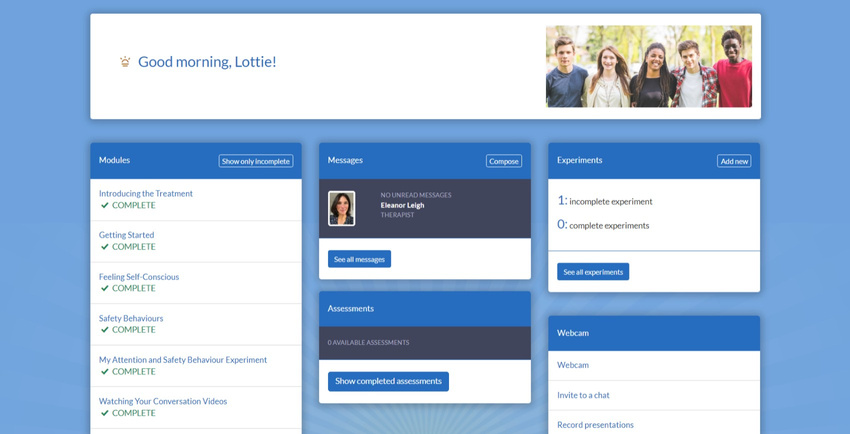 Good morning, Lottie!
Modules
Show only incomplete
Introducing the Treatment
COMPLETE
Getting Started
COMPLETE
Feeling Self-Conscious
COMPLETE
Safety Behaviours
COMPLETE
My Attention and Safety Behaviour Experiment
COMPLETE
Watching Your Conversation Videos
COMPLETE
Messages
Compose
NO UNREAD MESSAGES
Eleanor Leigh
THERAPIST
See all messages
Assessments
0 AVAILABLE ASSESSMENTS
Show completed assessments
Experiments
Add new
1: incomplete experiment
0: complete experiments
See all experiments
Webcam
Webcam
Invite to a chat
Record presentations